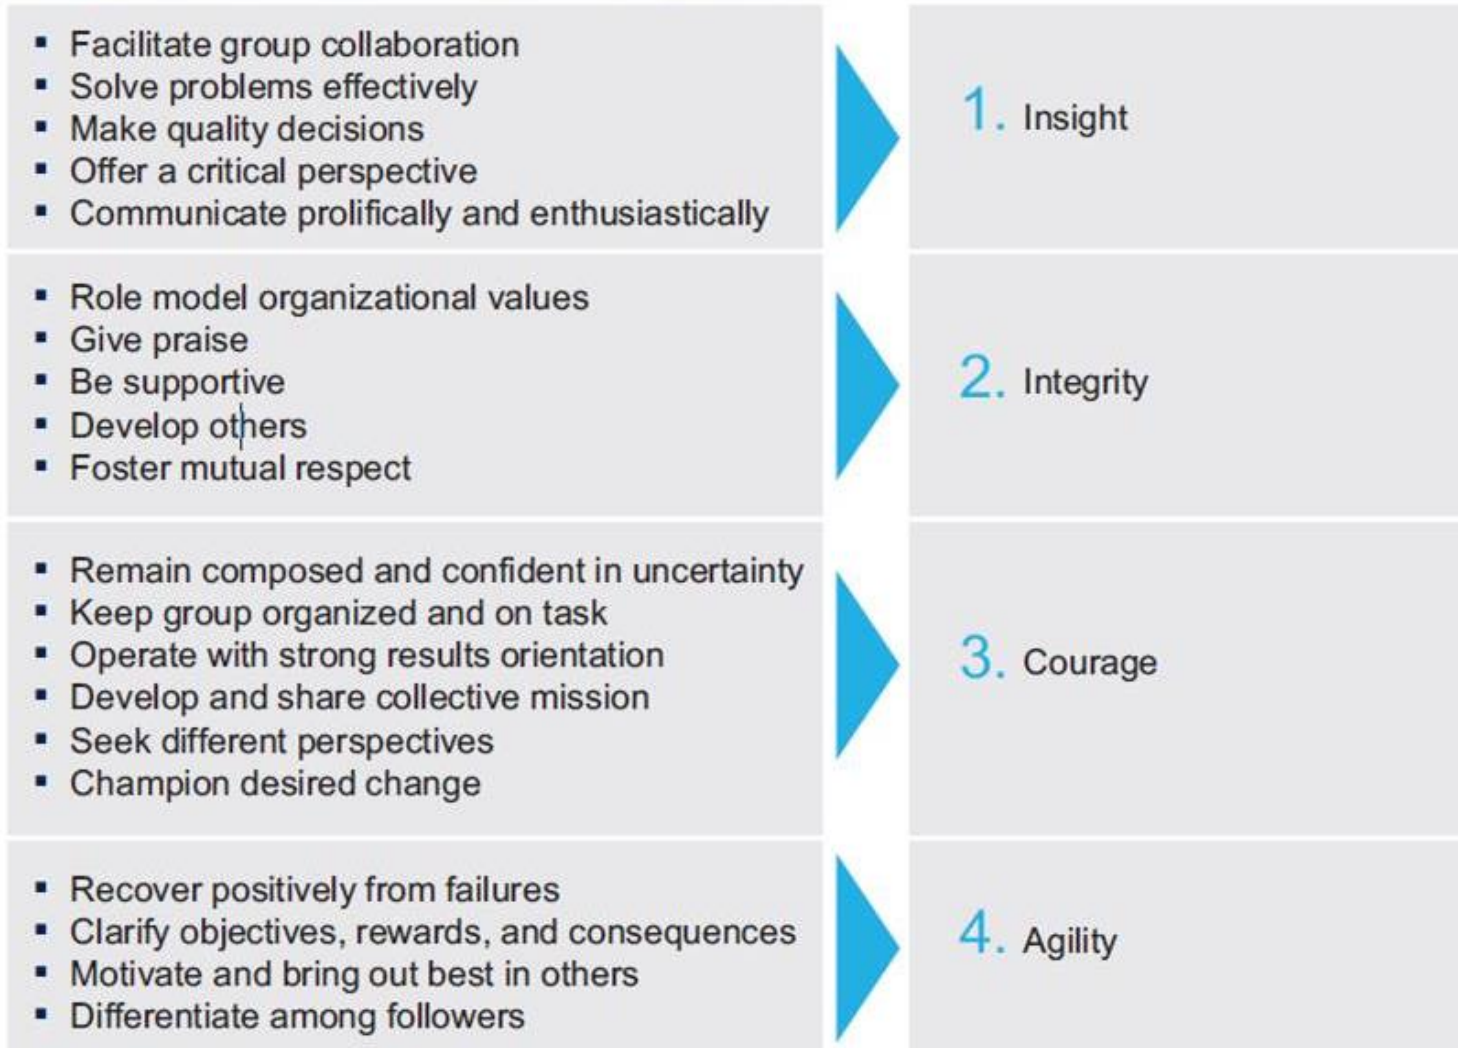 ▪ Facilitate group collaboration
▪ Solve problems effectively
▪ Make quality decisions
▪ Offer a critical perspective
▪ Communicate prolifically and enthusiastically
1. Insight
▪ Role model organizational values
▪ Give praise
▪ Be supportive
▪ Develop others
▪ Foster mutual respect
2. Integrity
▪ Remain composed and confident in uncertainty
▪ Keep group organized and on task
▪ Operate with strong results orientation
▪ Develop and share collective mission
▪ Seek different perspectives
▪ Champion desired change
3. Courage
▪ Recover positively from failures
▪ Clarify objectives, rewards, and consequences
▪ Motivate and bring out best in others
▪ Differentiate among followers
4. Agility